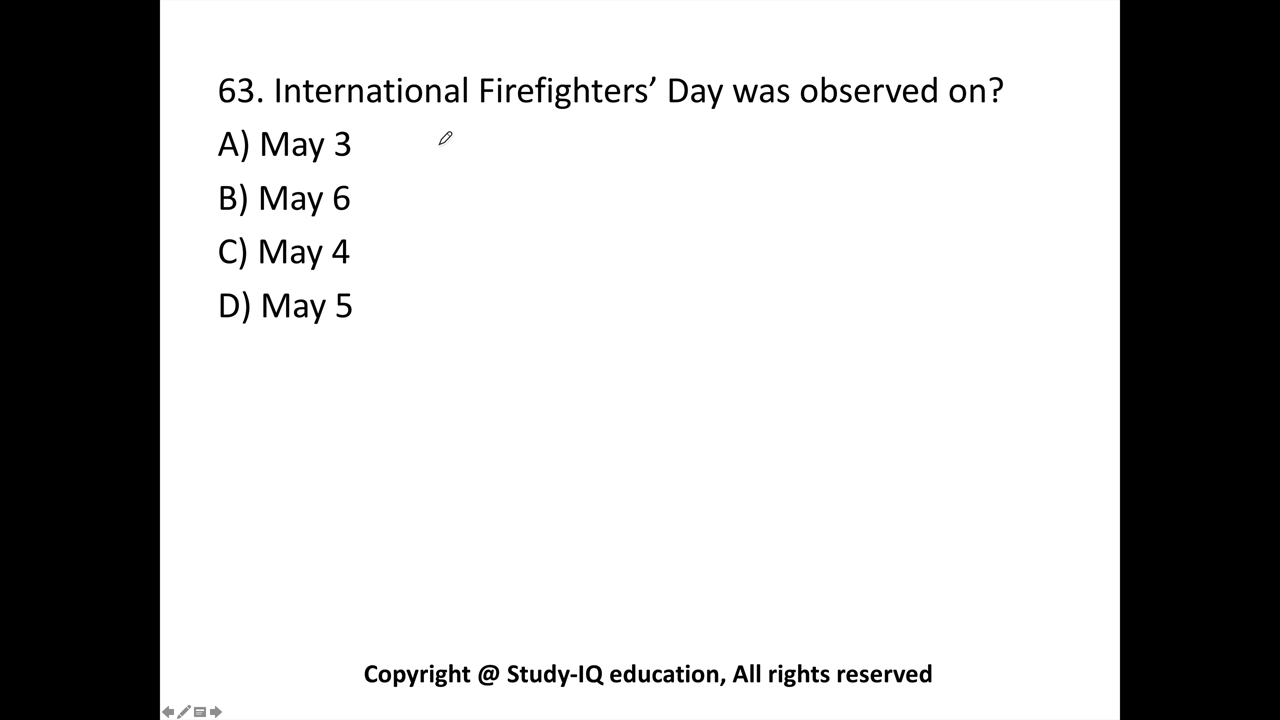 63. International Firefighters’ Day was observed on?
A) May 3
B) May 6
C) May 4
D) May 5
Copyright @ Study-IQ education, All rights reserved